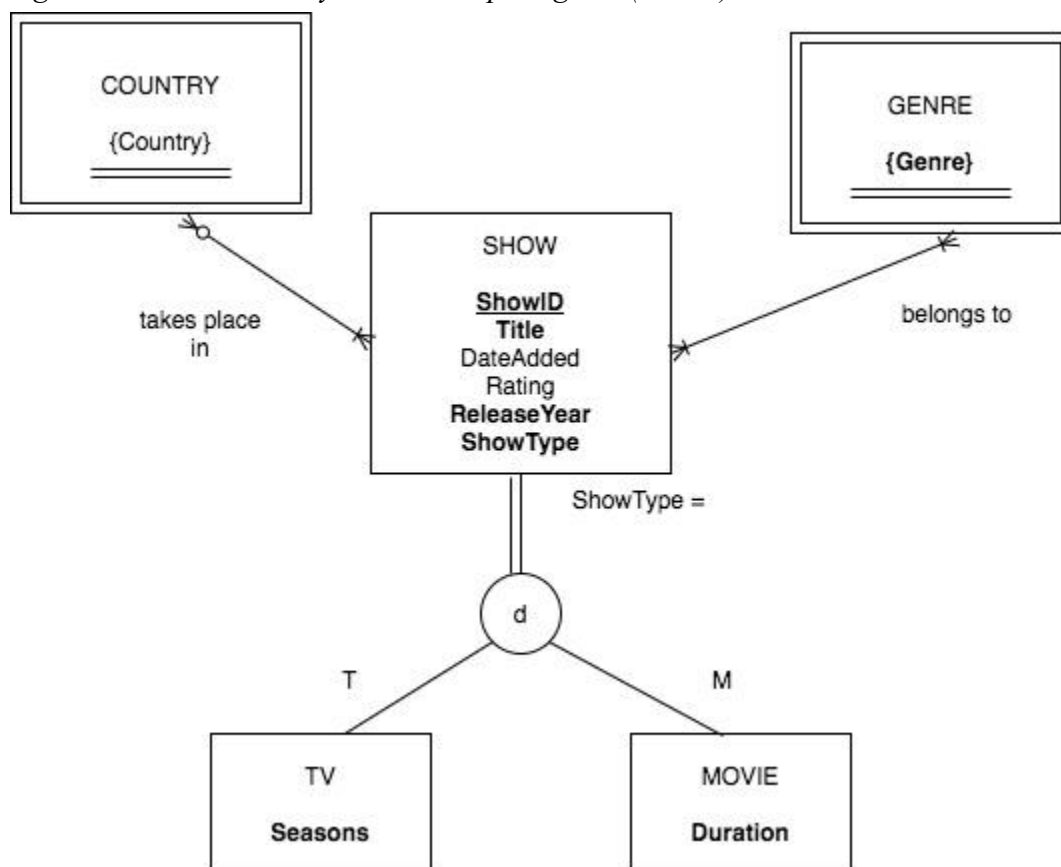 COUNTRY
{Country}
GENRE
{Genre}
SHOW
ShowID
Title
DateAdded
Rating
ReleaseYear
ShowType
takes place
in
belongs to
ShowType =
d
T
M
TV
Seasons
MOVIE
Duration